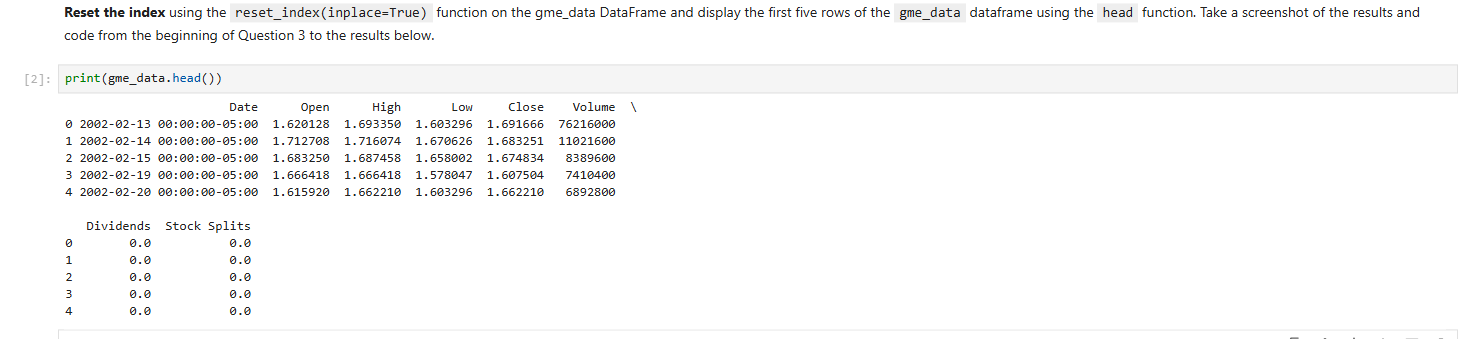 Reset the index using the reset_index(inplace=True) function on the gme_data DataFrame and display the first five rows of the gme_data dataframe using the head function. Take a screenshot of the results and
code from the beginning of Question 3 to the results below.
[2]: print(gme_data.head())
Date Open High Low Close Volume \
0 2002-02-13 00:00:00-05:00 1.620128 1.693350 1.603296 1.691666 76216000
1 2002-02-14 00:00:00-05:00 1.712708 1.716074 1.670626 1.683251 11021600
2 2002-02-15 00:00:00-05:00 1.683250 1.687458 1.658002 1.674834 8389600
3 2002-02-19 00:00:00-05:00 1.666418 1.666418 1.578047 1.607504 7410400
4 2002-02-20 00:00:00-05:00 1.615920 1.662210 1.603296 1.662210 6892800
Dividends Stock Splits
0 0.0 0.0
1 0.0 0.0
2 0.0 0.0
3 0.0 0.0
4 0.0 0.0